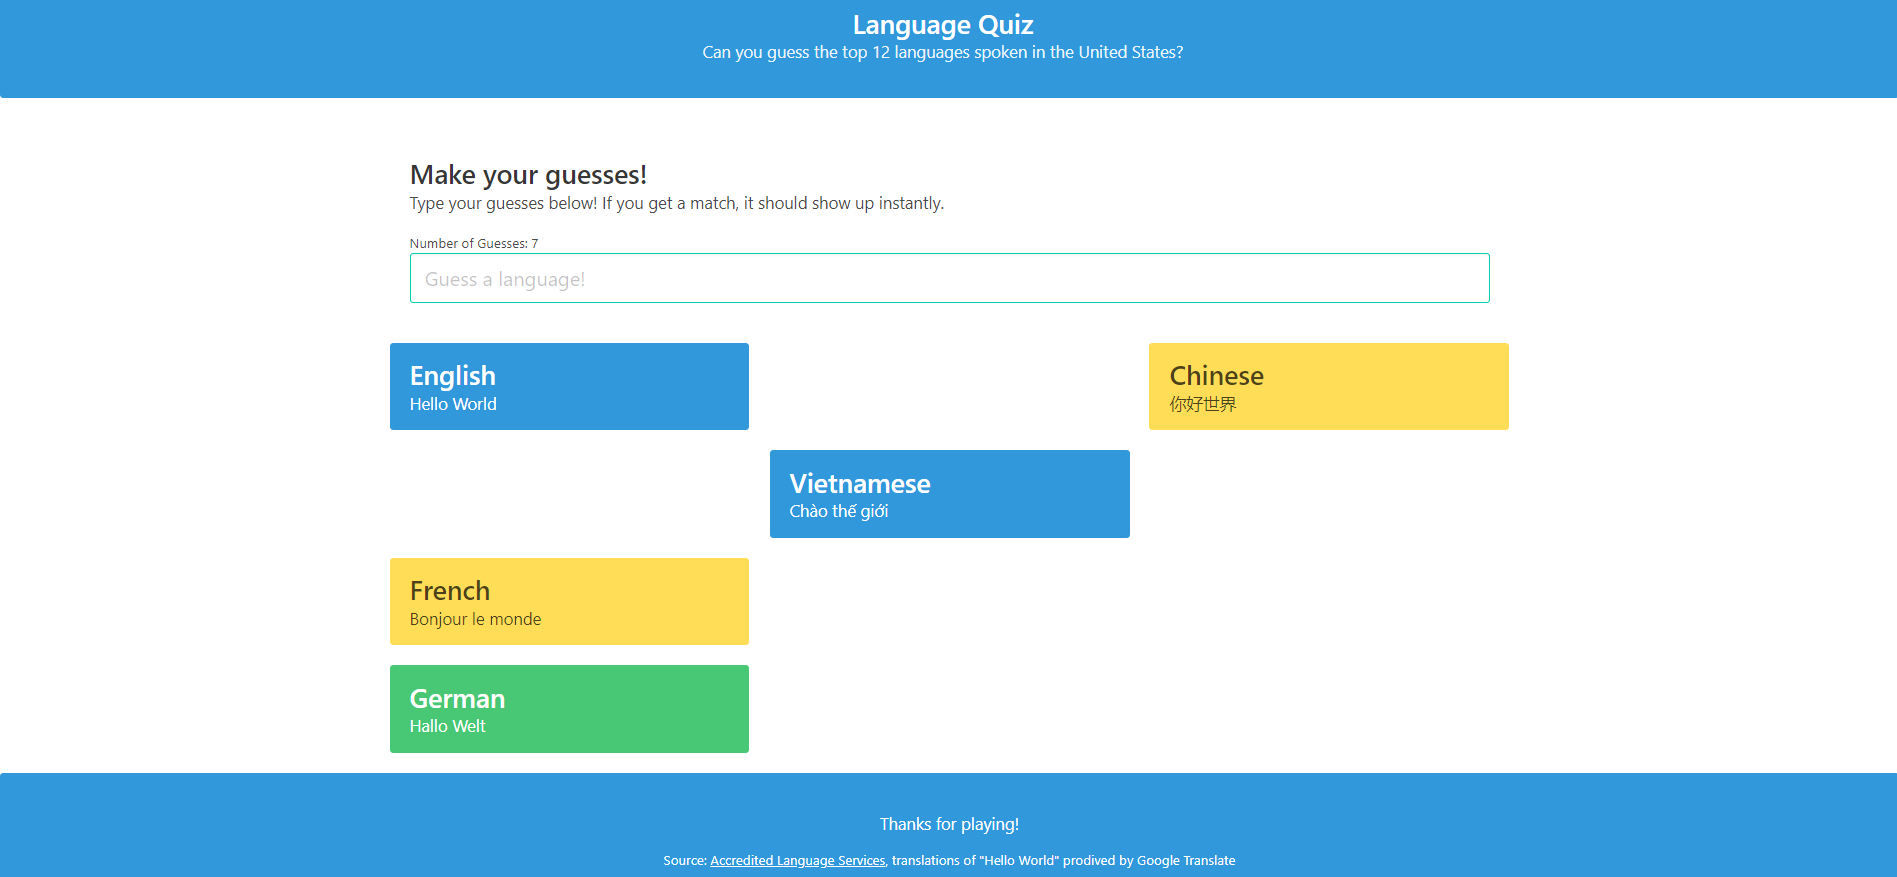 Language Quiz
Can you guess the top 12 languages spoken in the United States?
Make your guesses!
Type your guesses below! If you get a match, it should show up instantly.
Number of Guesses: 7
Guess a language!
English
Hello World
Chinese
你好世界
Vietnamese
Chào thế giới
French
Bonjour le monde
German
Hallo Welt
Thanks for playing!
Source: Accredited Language Services, translations of "Hello World" prodived by Google Translate